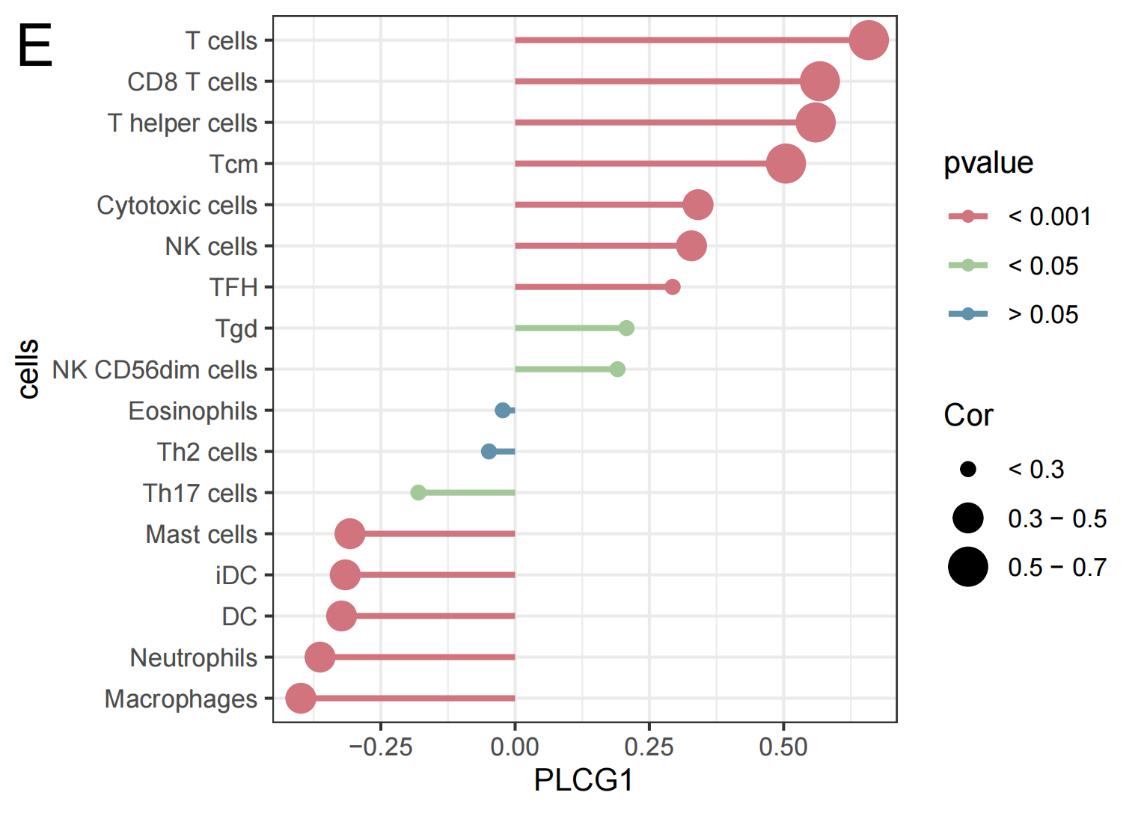 E
T cells
CD8 T cells
T helper cells
Tcm
Cytotoxic cells
NK cells
TFH
Tgd
NK CD56dim cells
Eosinophils
Th2 cells
Th17 cells
Mast cells
iDC
DC
Neutrophils
Macrophages
cells
−0.25
0.00
0.25
0.50
PLCG1
pvalue
< 0.001
< 0.05
> 0.05
Cor
< 0.3
0.3 − 0.5
0.5 − 0.7